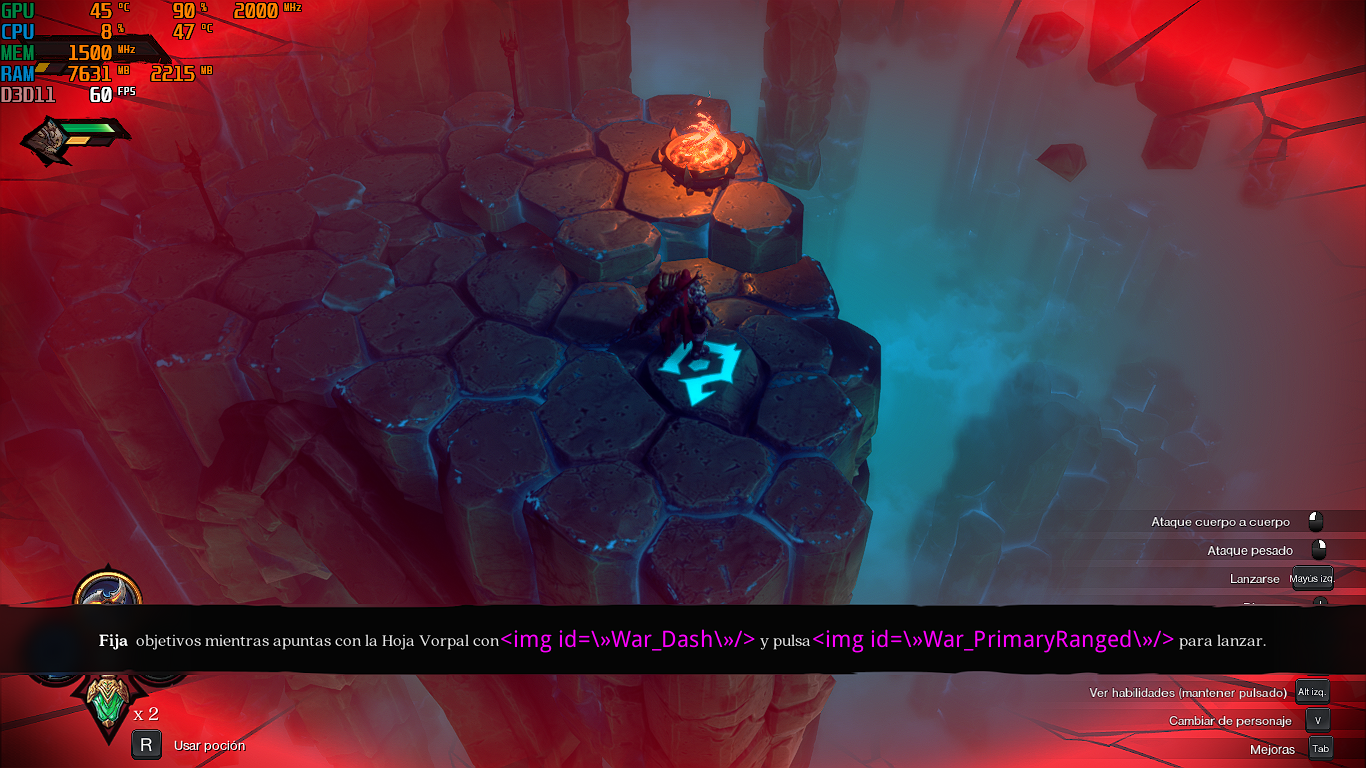 GPU 45 °C 90 % 2000 MHz
CPU 8 % 47 °C
MEM 1500 MHz
RAM 7631 MB 2215 MB
D3D11 60 FPS
Ataque cuerpo a cuerpo
Ataque pesado
Lanzarse Mayús izq.
Fija objetivos mientras apuntas con la Hoja Vorpal con<img id=\»War_Dash\»/> y pulsa<img id=\»War_PrimaryRanged\»/> para lanzar.
Ver habilidades (mantener pulsado) Alt izq.
x 2
Cambiar de personaje V
R Usar poción
Mejoras Tab